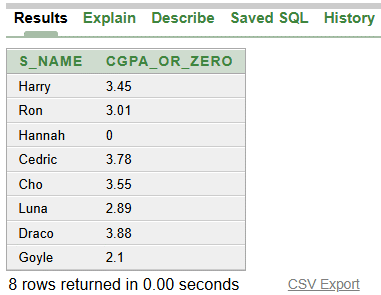 Results Explain Describe Saved SQL History
S_NAME CGPA_OR_ZERO
Harry 3.45
Ron 3.01
Hannah 0
Cedric 3.78
Cho 3.55
Luna 2.89
Draco 3.88
Goyle 2.1
8 rows returned in 0.00 seconds CSV Export